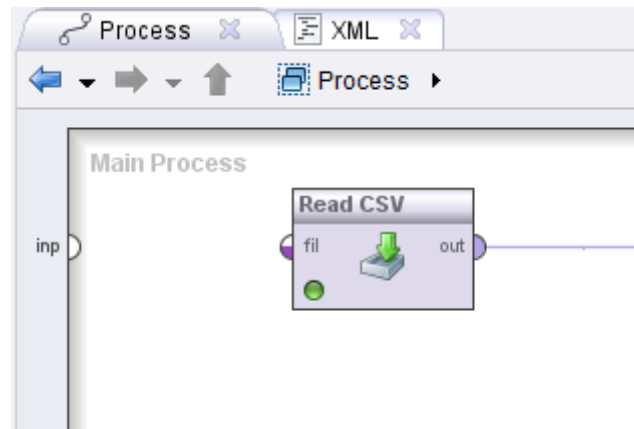 Process
XML
Process
Main Process
Read CSV
inp
fil
out